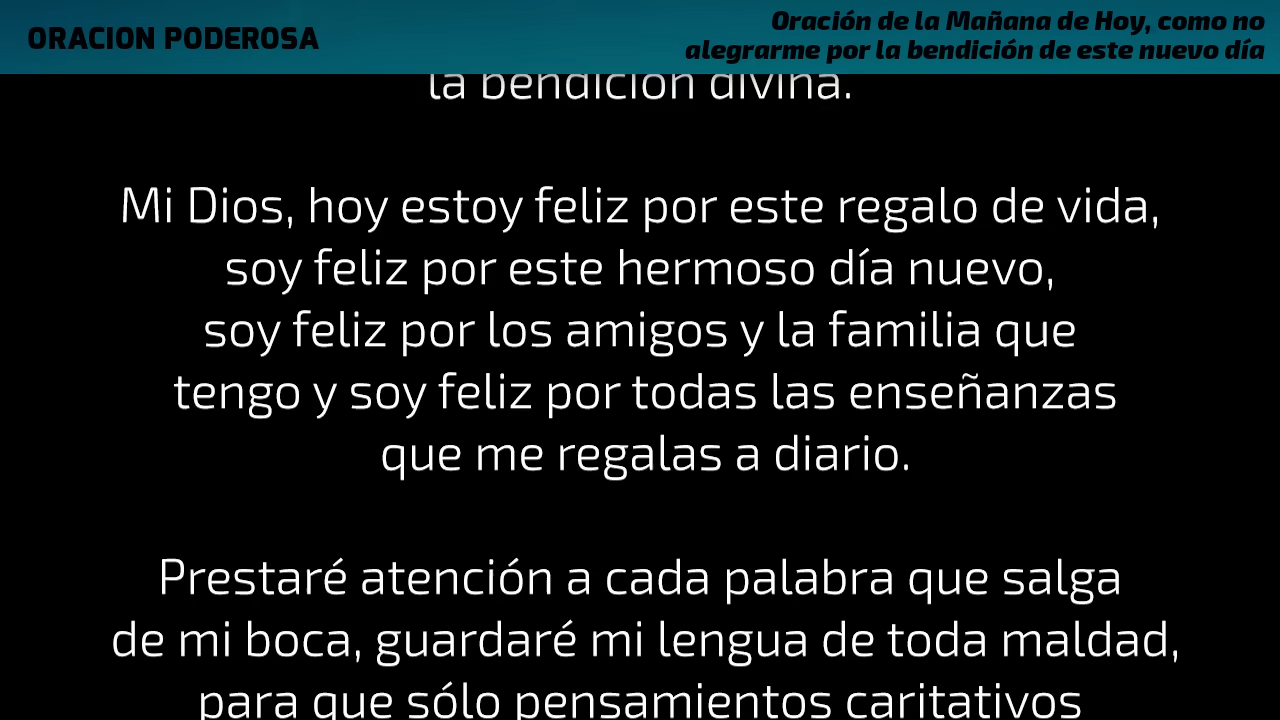 ORACION PODEROSA
Oración de la Mañana de Hoy, como no
alegrarme por la bendición de este nuevo día
la bendición divina.
Mi Dios, hoy estoy feliz por este regalo de vida,
soy feliz por este hermoso día nuevo,
soy feliz por los amigos y la familia que
tengo y soy feliz por todas las enseñanzas
que me regalas a diario.
Prestaré atención a cada palabra que salga
de mi boca, guardaré mi lengua de toda maldad,
para que sólo pensamientos caritativos